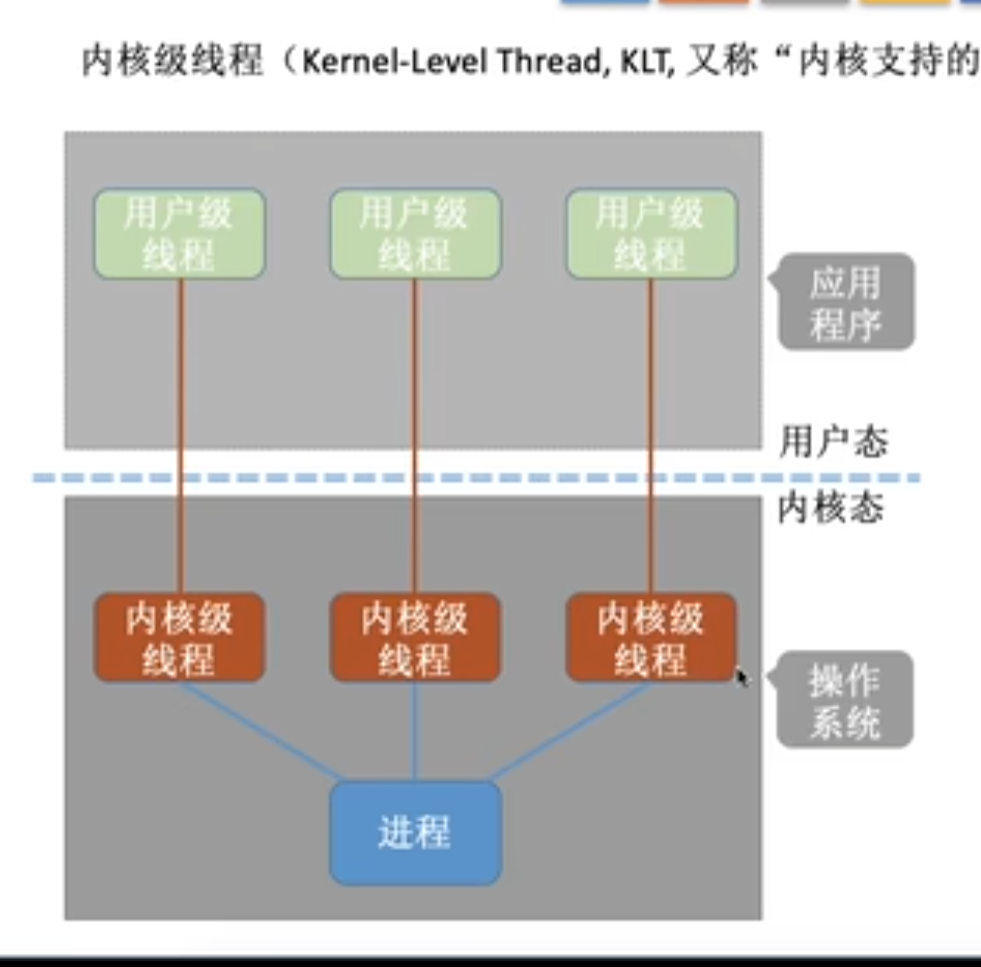 内核级线程（Kernel-Level Thread, KLT, 又称“内核支持的
用户级
线程
用户级
线程
用户级
线程
应用
程序
用户态
内核态
内核级
线程
内核级
线程
内核级
线程
操作
系统
进程